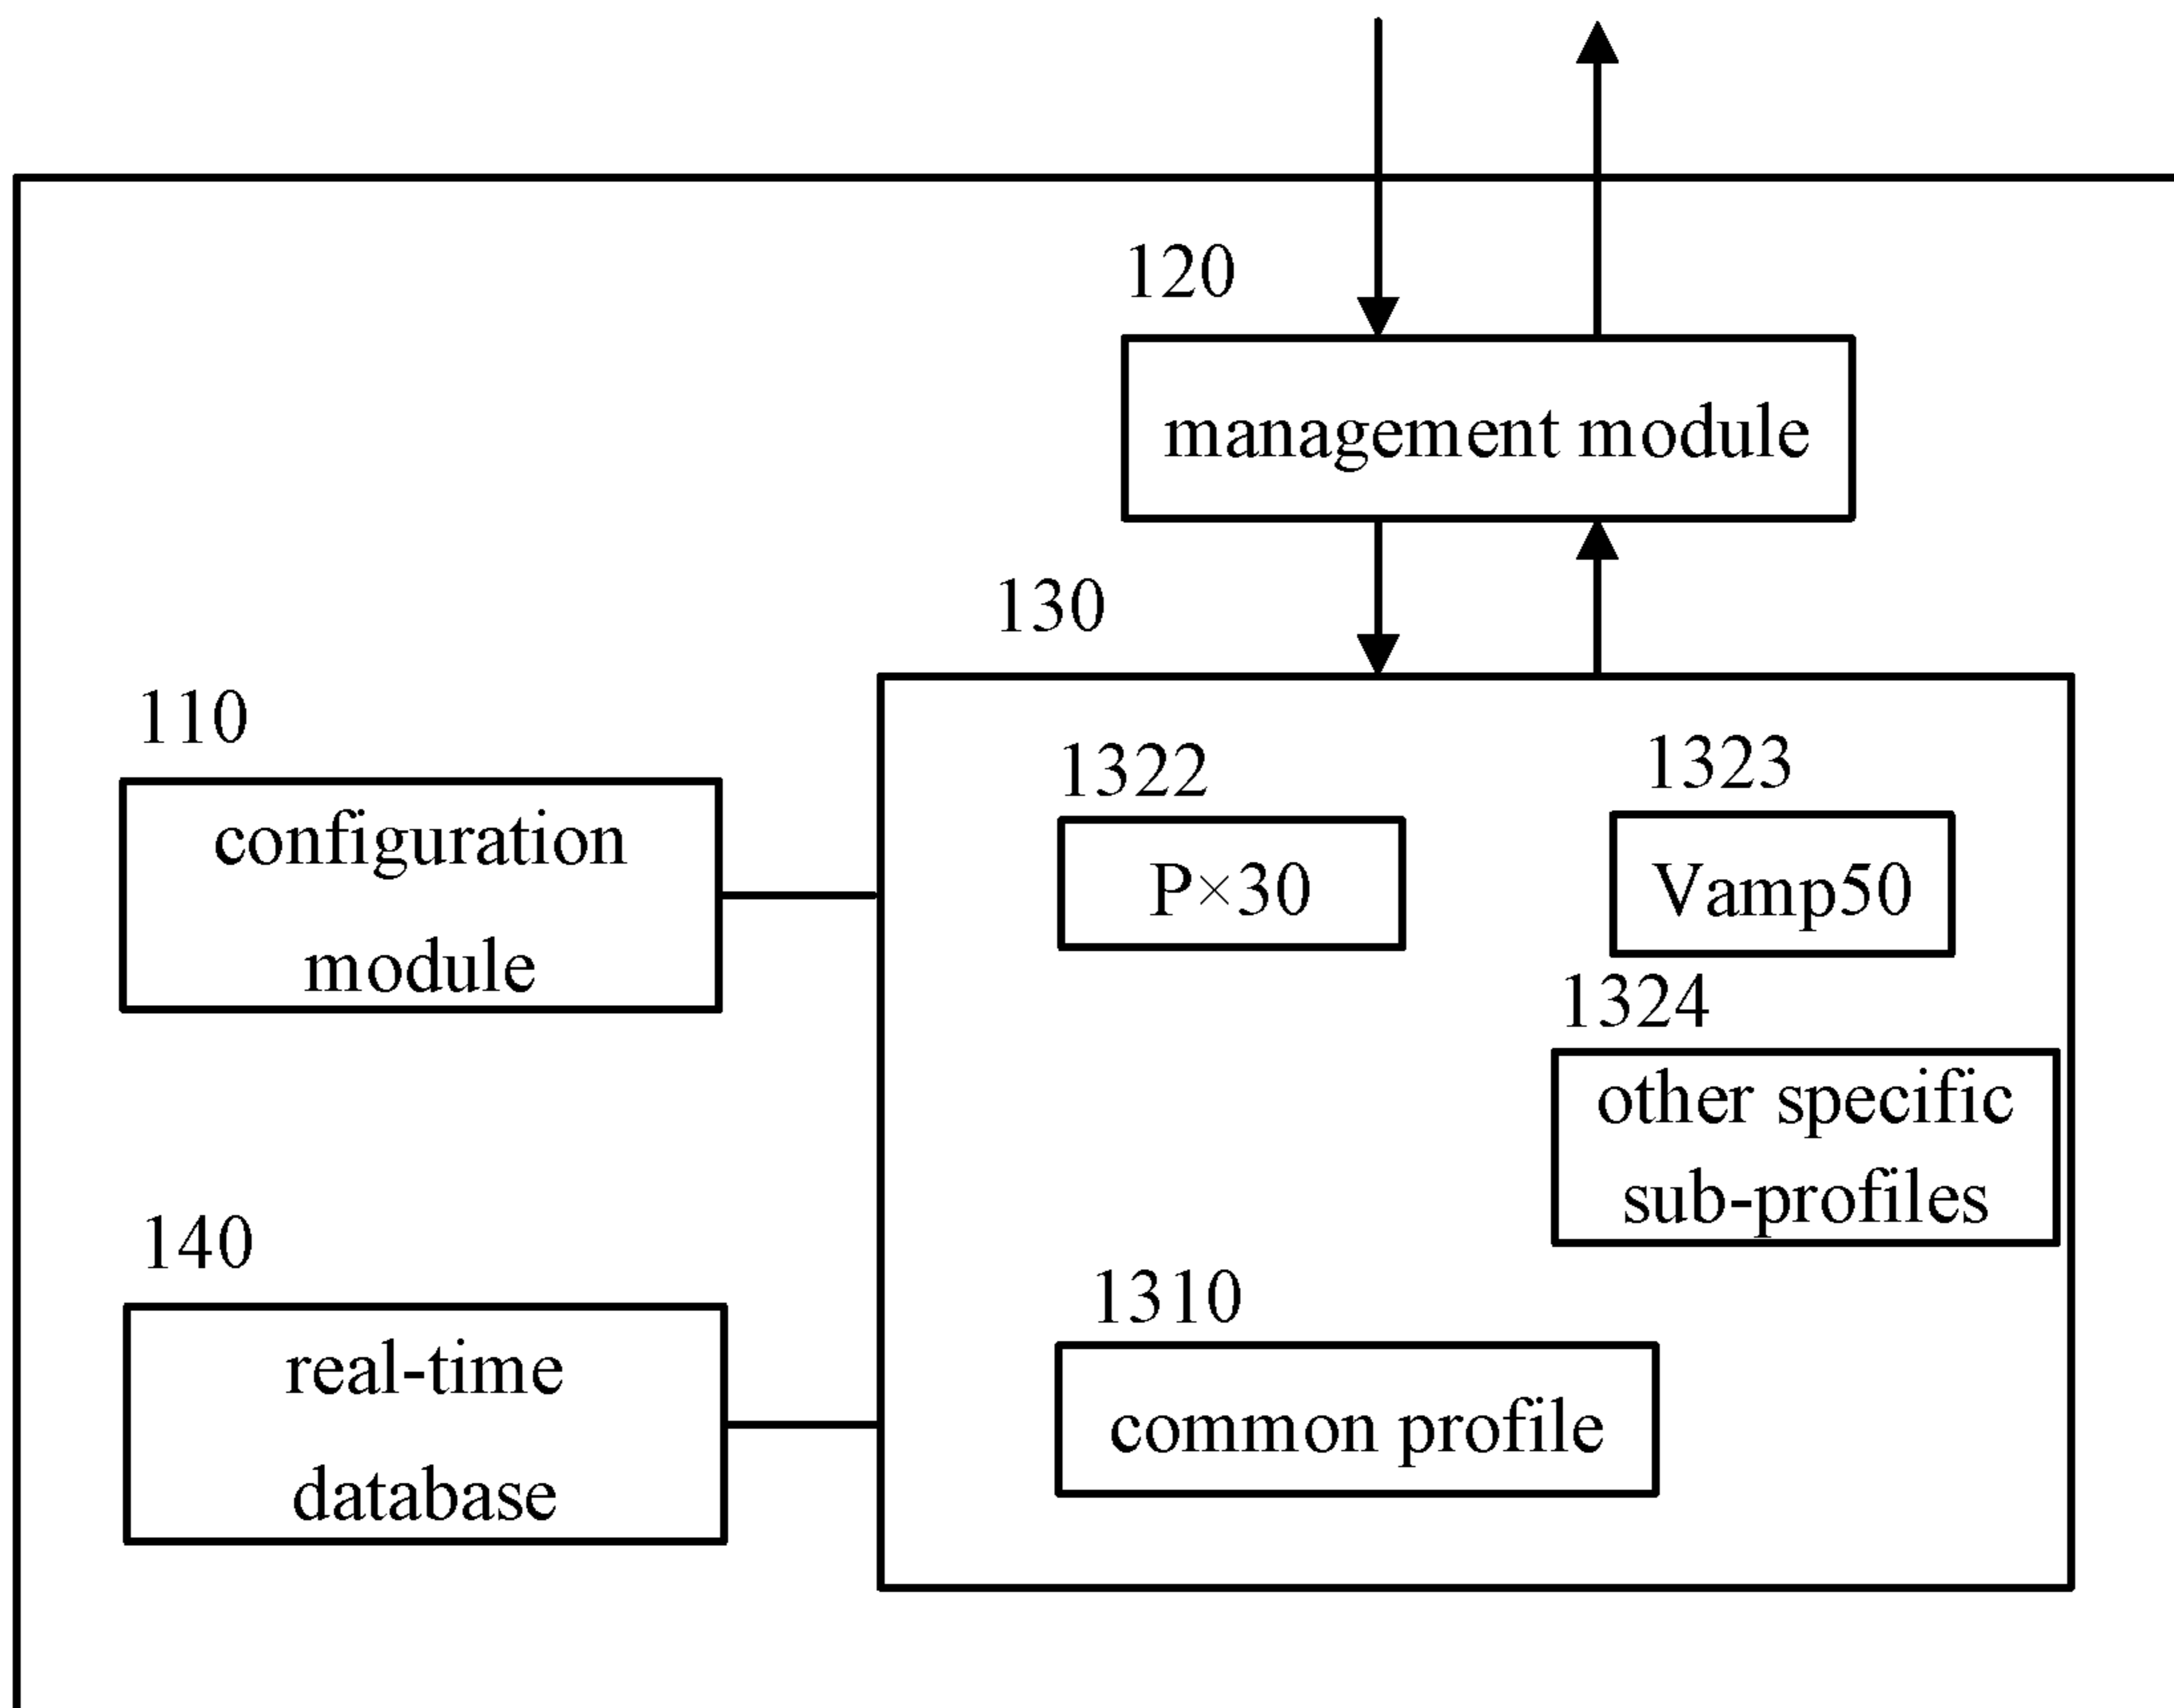 120
management module
130
110
configuration
module
1322
P×30
1323
Vamp50
1324
other specific
sub-profiles
140
real-time
database
1310
common profile